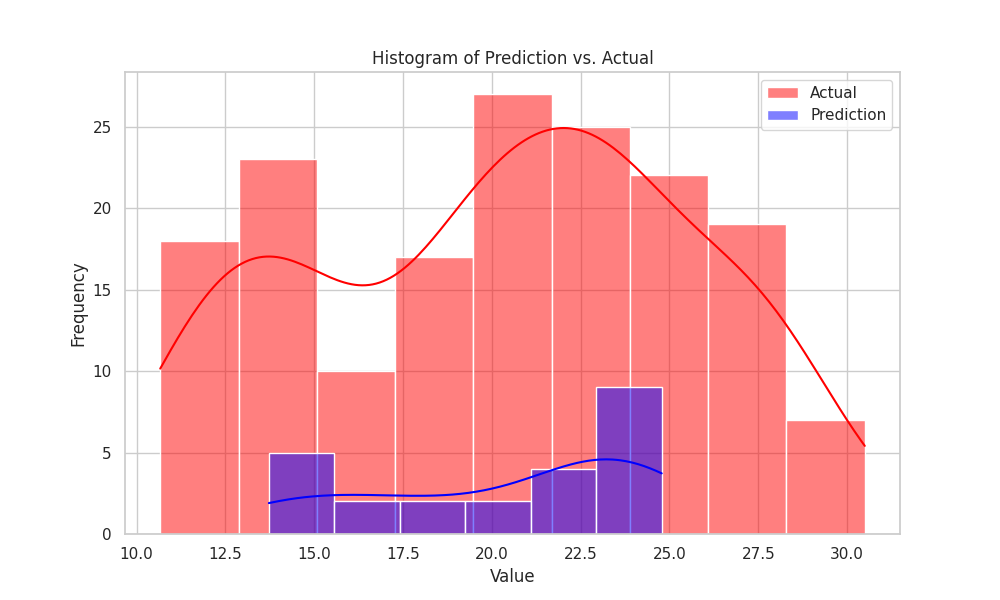 Histogram of Prediction vs. Actual
Actual
Prediction
Frequency
25
20
15
10
5
0
10.0 12.5 15.0 17.5 20.0 22.5 25.0 27.5 30.0
Value